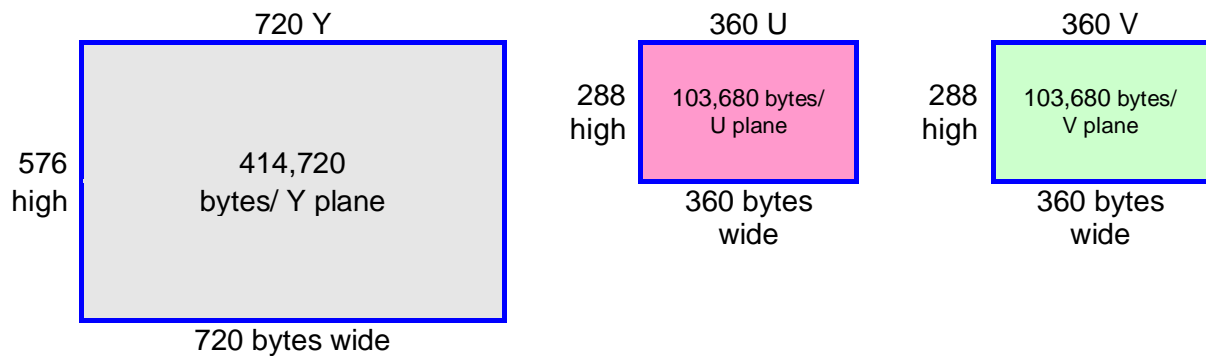 720 Y
576
high
414,720
bytes/ Y plane
720 bytes wide
360 U
288
high
103,680 bytes/
U plane
360 bytes
wide
360 V
288
high
103,680 bytes/
V plane
360 bytes
wide